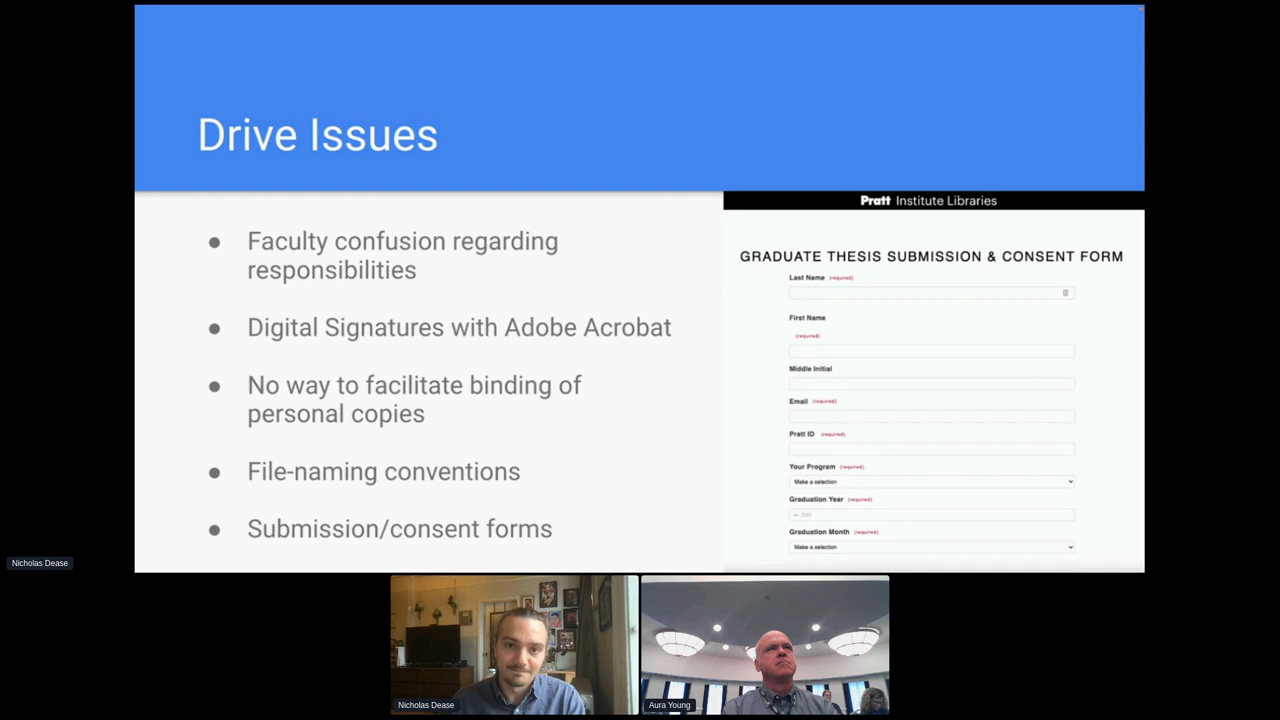 Drive Issues
● Faculty confusion regarding
responsibilities
● Digital Signatures with Adobe Acrobat
● No way to facilitate binding of
personal copies
● File-naming conventions
● Submission/consent forms
Pratt Institute Libraries
GRADUATE THESIS SUBMISSION & CONSENT FORM
Last Name (required)
First Name
(required)
Middle Initial
Email (required)
Pratt ID (required)
Your Program (required)
Make a selection
Graduation Year (required)
Graduation Month (required)
Make a selection
Nicholas Dease
Nicholas Dease
Aura Young